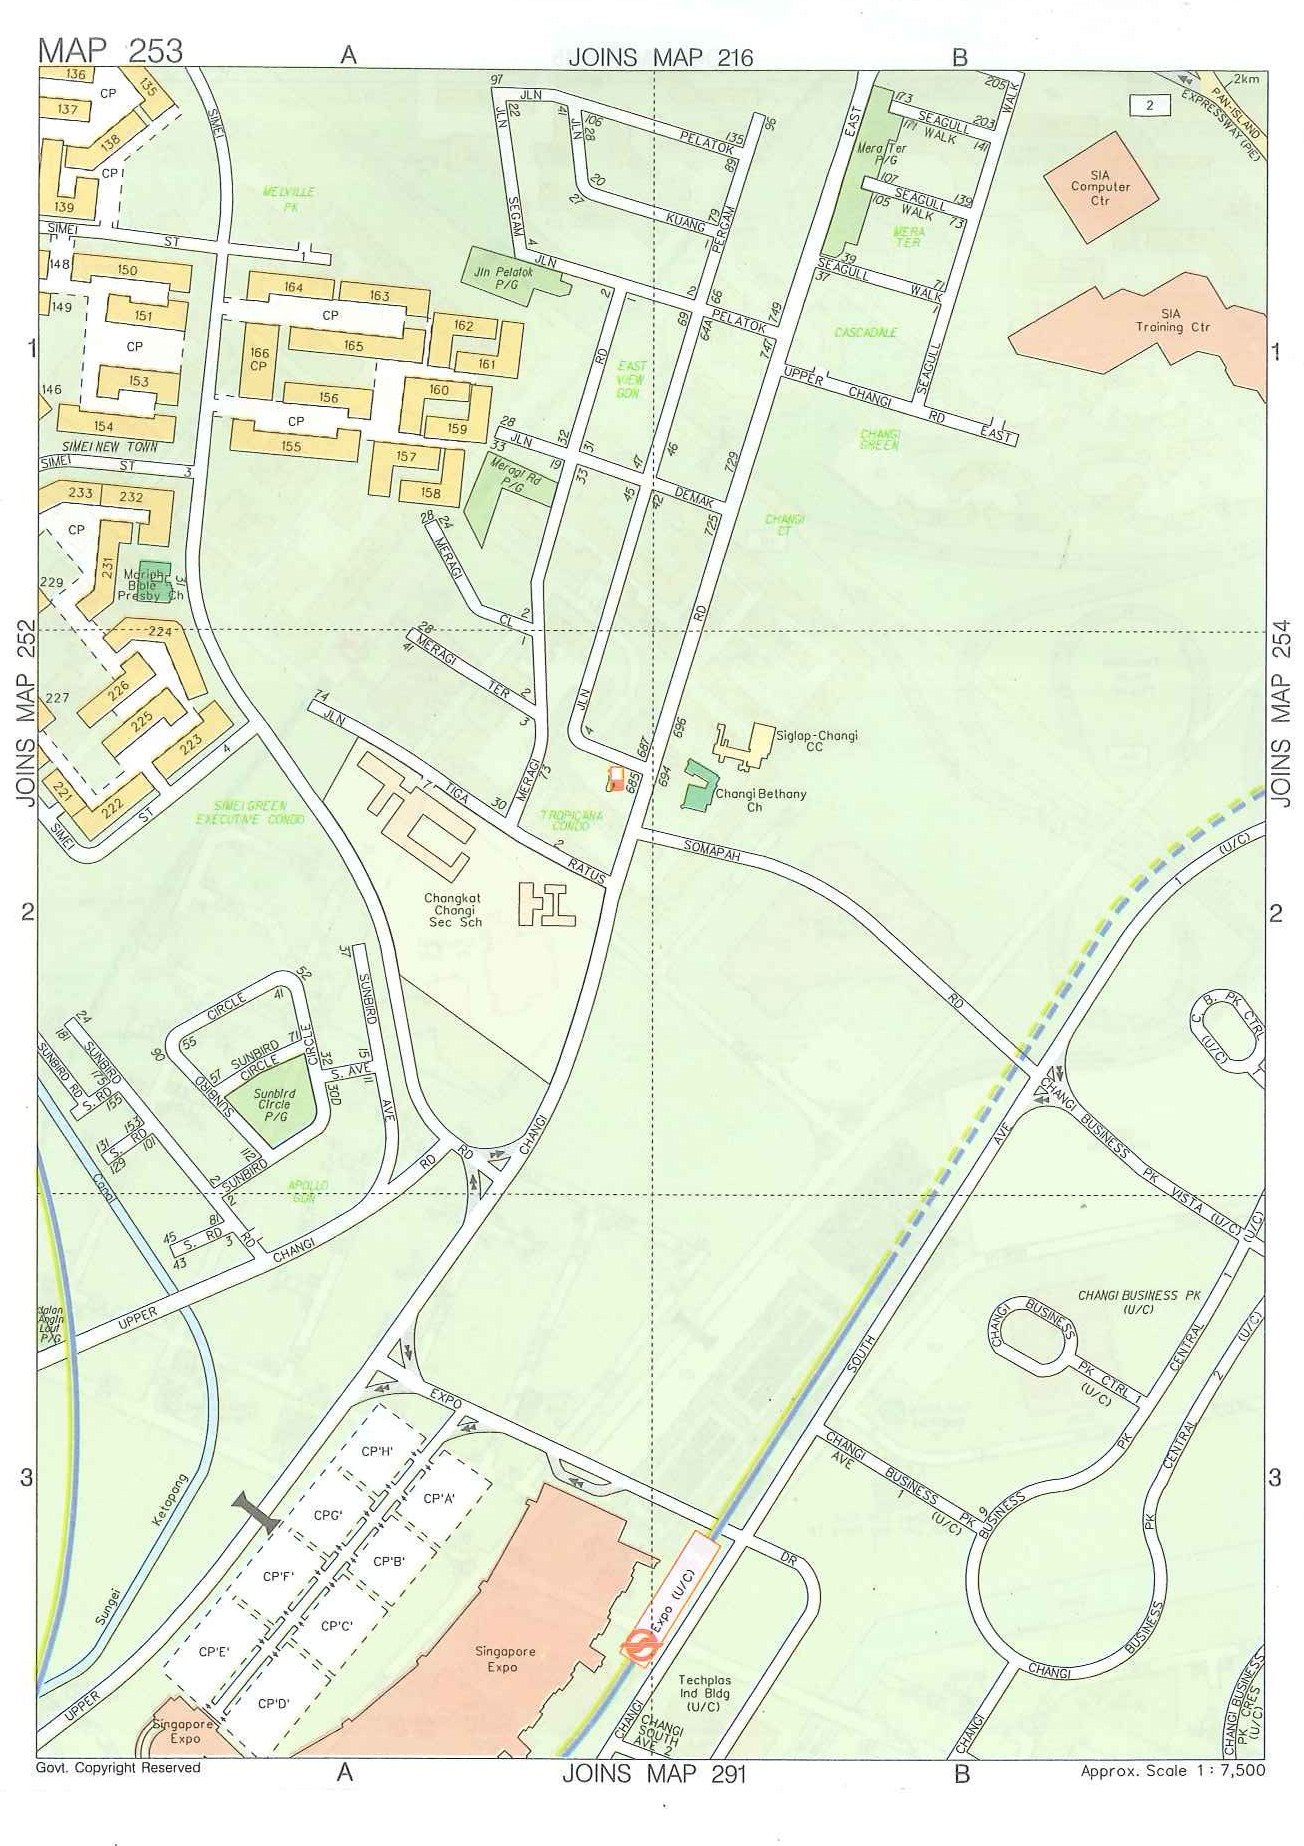 MAP 253
A
JOINS MAP 216
B
136
CP
135
137
138
CP
139
SIMEI
SIMEI
ST
1
148
150
149
151
CP
146
153
154
SIMEI NEW TOWN
SIMEI
ST
3
MELVILLE
PK
164
163
CP
165
162
161
166
CP
156
CP
155
160
159
157
158
97
JLN
22
JLN
SEGAM
4
JLN
41
JLN
106
28
20
27
KUANG
1
PELATOK
135
96
89
79
PERGAM
Jln Pelatok
P/G
2
1
RD
2
66
69
64A
PELATOK
749
747
EAST
VIEW
GDN
28
33
JLN
19
32
31
33
47
46
45
42
DEMAK
729
725
Meragi Rd
P/G
28
24
MERAGI
CL
2
1
28
41
MERAGI
TER
2
3
RD
JLN
4
687
685
696
694
EAST
173
171
SEAGULL
WALK
203
141
205
WALK
Mera Ter
P/G
107
105
SEAGULL
WALK
139
73
MERA
TER
39
37
SEAGULL
WALK
71
1
CASCADALE
SEAGULL
UPPER
CHANGI
RD
EAST
CHANGI
GREEN
CHANGI
CT
2
2km
PAN-ISLAND
EXPRESSWAY (PIE)
SIA
Computer
Ctr
SIA
Training Ctr
1
1
233
232
CP
231
229
Moriah
Bible
Presby Ch
31
224
226
227
225
223
4
221
222
SIMEI
ST
SIMEI GREEN
EXECUTIVE CONDO
JOINS MAP 252
JOINS MAP 254
74
JLN
7
TIGA
30
MERAGI
73
TROPICANA
CONDO
2
RATUS
Changkat
Changi
Sec Sch
Siglap-Changi
CC
Changi Bethany
Ch
SOMAPAH
RD
2
2
(U/C)
1
C. B. PK CTRL
(U/C)
37
SUNBIRD
15
11
AVE
S. AVE
52
41
CIRCLE
55
90
71
SUNBIRD
CIRCLE
57
CIRCLE
32
30D
SUNBIRD
Sunbird
Circle
P/G
112
SUNBIRD
2
2
24
181
SUNBIRD
175
S. RD
155
SUNBIRD RD
153
131
S. RD
129
101
Canal
81
45
S. RD
43
3
RD
APOLLO
GDN
RD
RD
CHANGI
CHANGI
UPPER
Jalan
Angin
Laut
P/G
Ketapang
Sungei
UPPER
AVE
CHANGI
BUSINESS
PK
VISTA
(U/C)
(U/C)
CHANGI BUSINESS PK
(U/C)
1
CHANGI
BUSINESS
PK CTRL 1
(U/C)
CENTRAL
(U/C)
2
CENTRAL
SOUTH
PK
PK
3
3
EXPO
CP'H'
CP'A'
CPG'
CP'B'
CP'F'
CP'C'
CP'E'
CP'D'
Singapore
Expo
Singapore
Expo
CHANGI
AVE
BUSINESS
1
PK
(U/C)
9
BUSINESS
DR
Expo (U/C)
Techplas
Ind Bldg
(U/C)
CHANGI
CHANGI
SOUTH
AVE 2
CHANGI
BUSINESS
CHANGI
CHANGI BUSINESS
PK CRES
(U/C)
Govt. Copyright Reserved
A
JOINS MAP 291
B
Approx. Scale 1 : 7,500